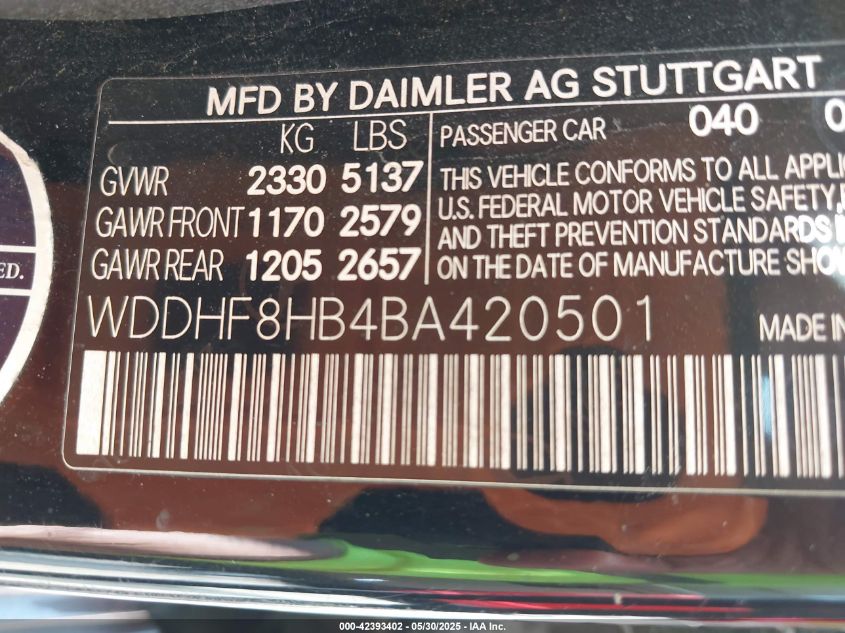 MFD BY DAIMLER AG STUTTGART
KG LBS
PASSENGER CAR 040
GVWR 2330 5137
GAWR FRONT 1170 2579
GAWR REAR 1205 2657
THIS VEHICLE CONFORMS TO ALL
U.S. FEDERAL MOTOR VEHICLE SAFETY,
AND THEFT PREVENTION STANDARDS
ON THE DATE OF MANUFACTURE
ED.
WDDHF8HB4BA420501
MADE IN
000-42393402 — 05/30/2025 - IAA Inc.